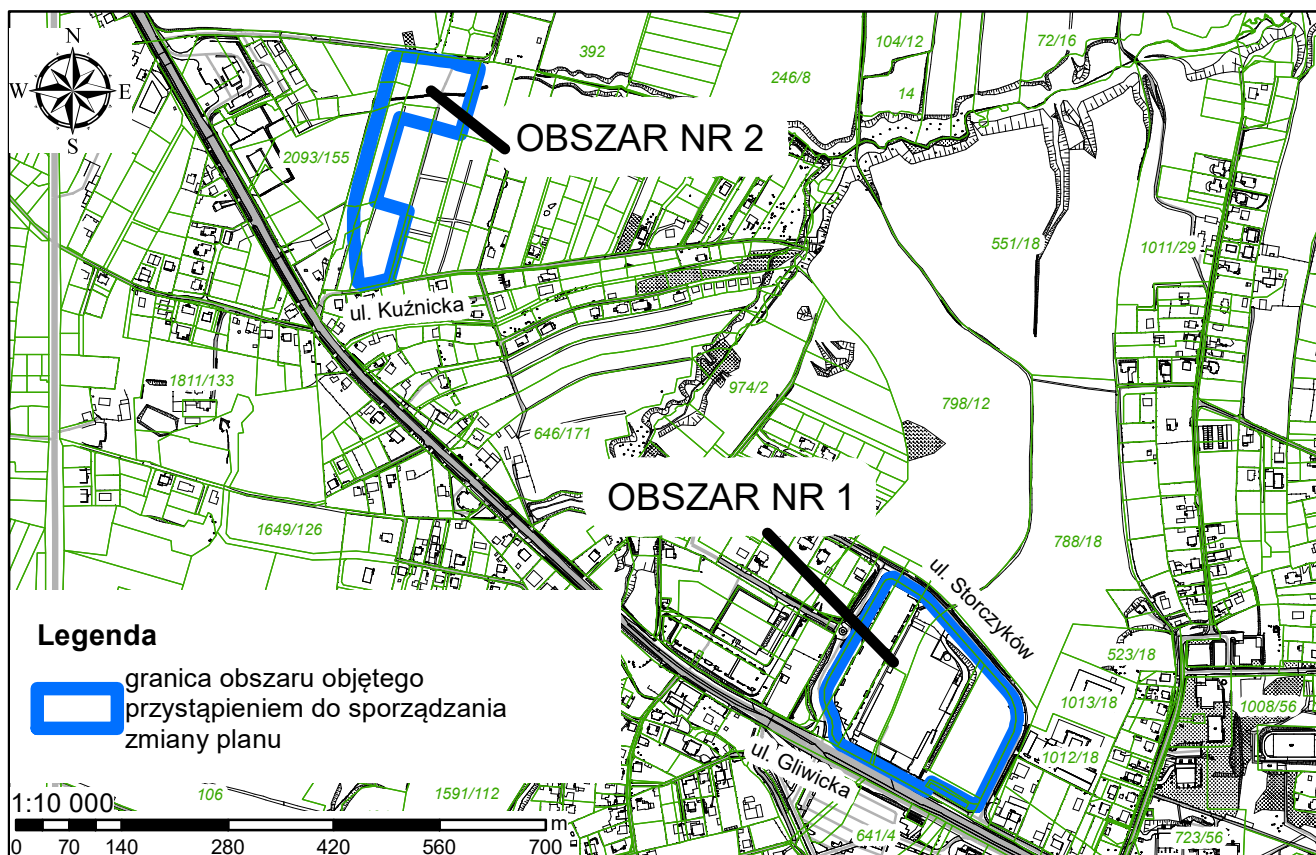 N
W E
S
392
104/12
72/16
246/8
14
OBSZAR NR 2
2093/155
551/18
1011/29
ul. Kuźnicka
1811/133
974/2
798/12
646/171
OBSZAR NR 1
1649/126
788/18
ul. Storczyków
523/18
1013/18
1008/56
1012/18
ul. Gliwicka
641/4
723/56
Legenda
granica obszaru objętego
przystąpieniem do sporządzania
zmiany planu
106
1591/112
1:10 000
m
0 70 140 280 420 560 700